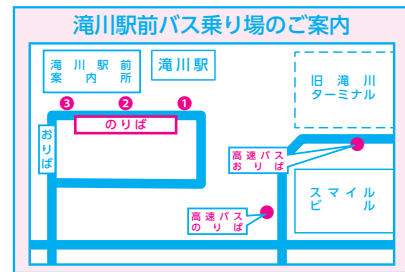 滝川駅前バス乗り場のご案内
滝川駅前
案内所
滝川駅
旧滝川
ターミナル
3 2 1
のりば
おりば
高速バス
おりば
高速バス
のりば
スマイル
ビル